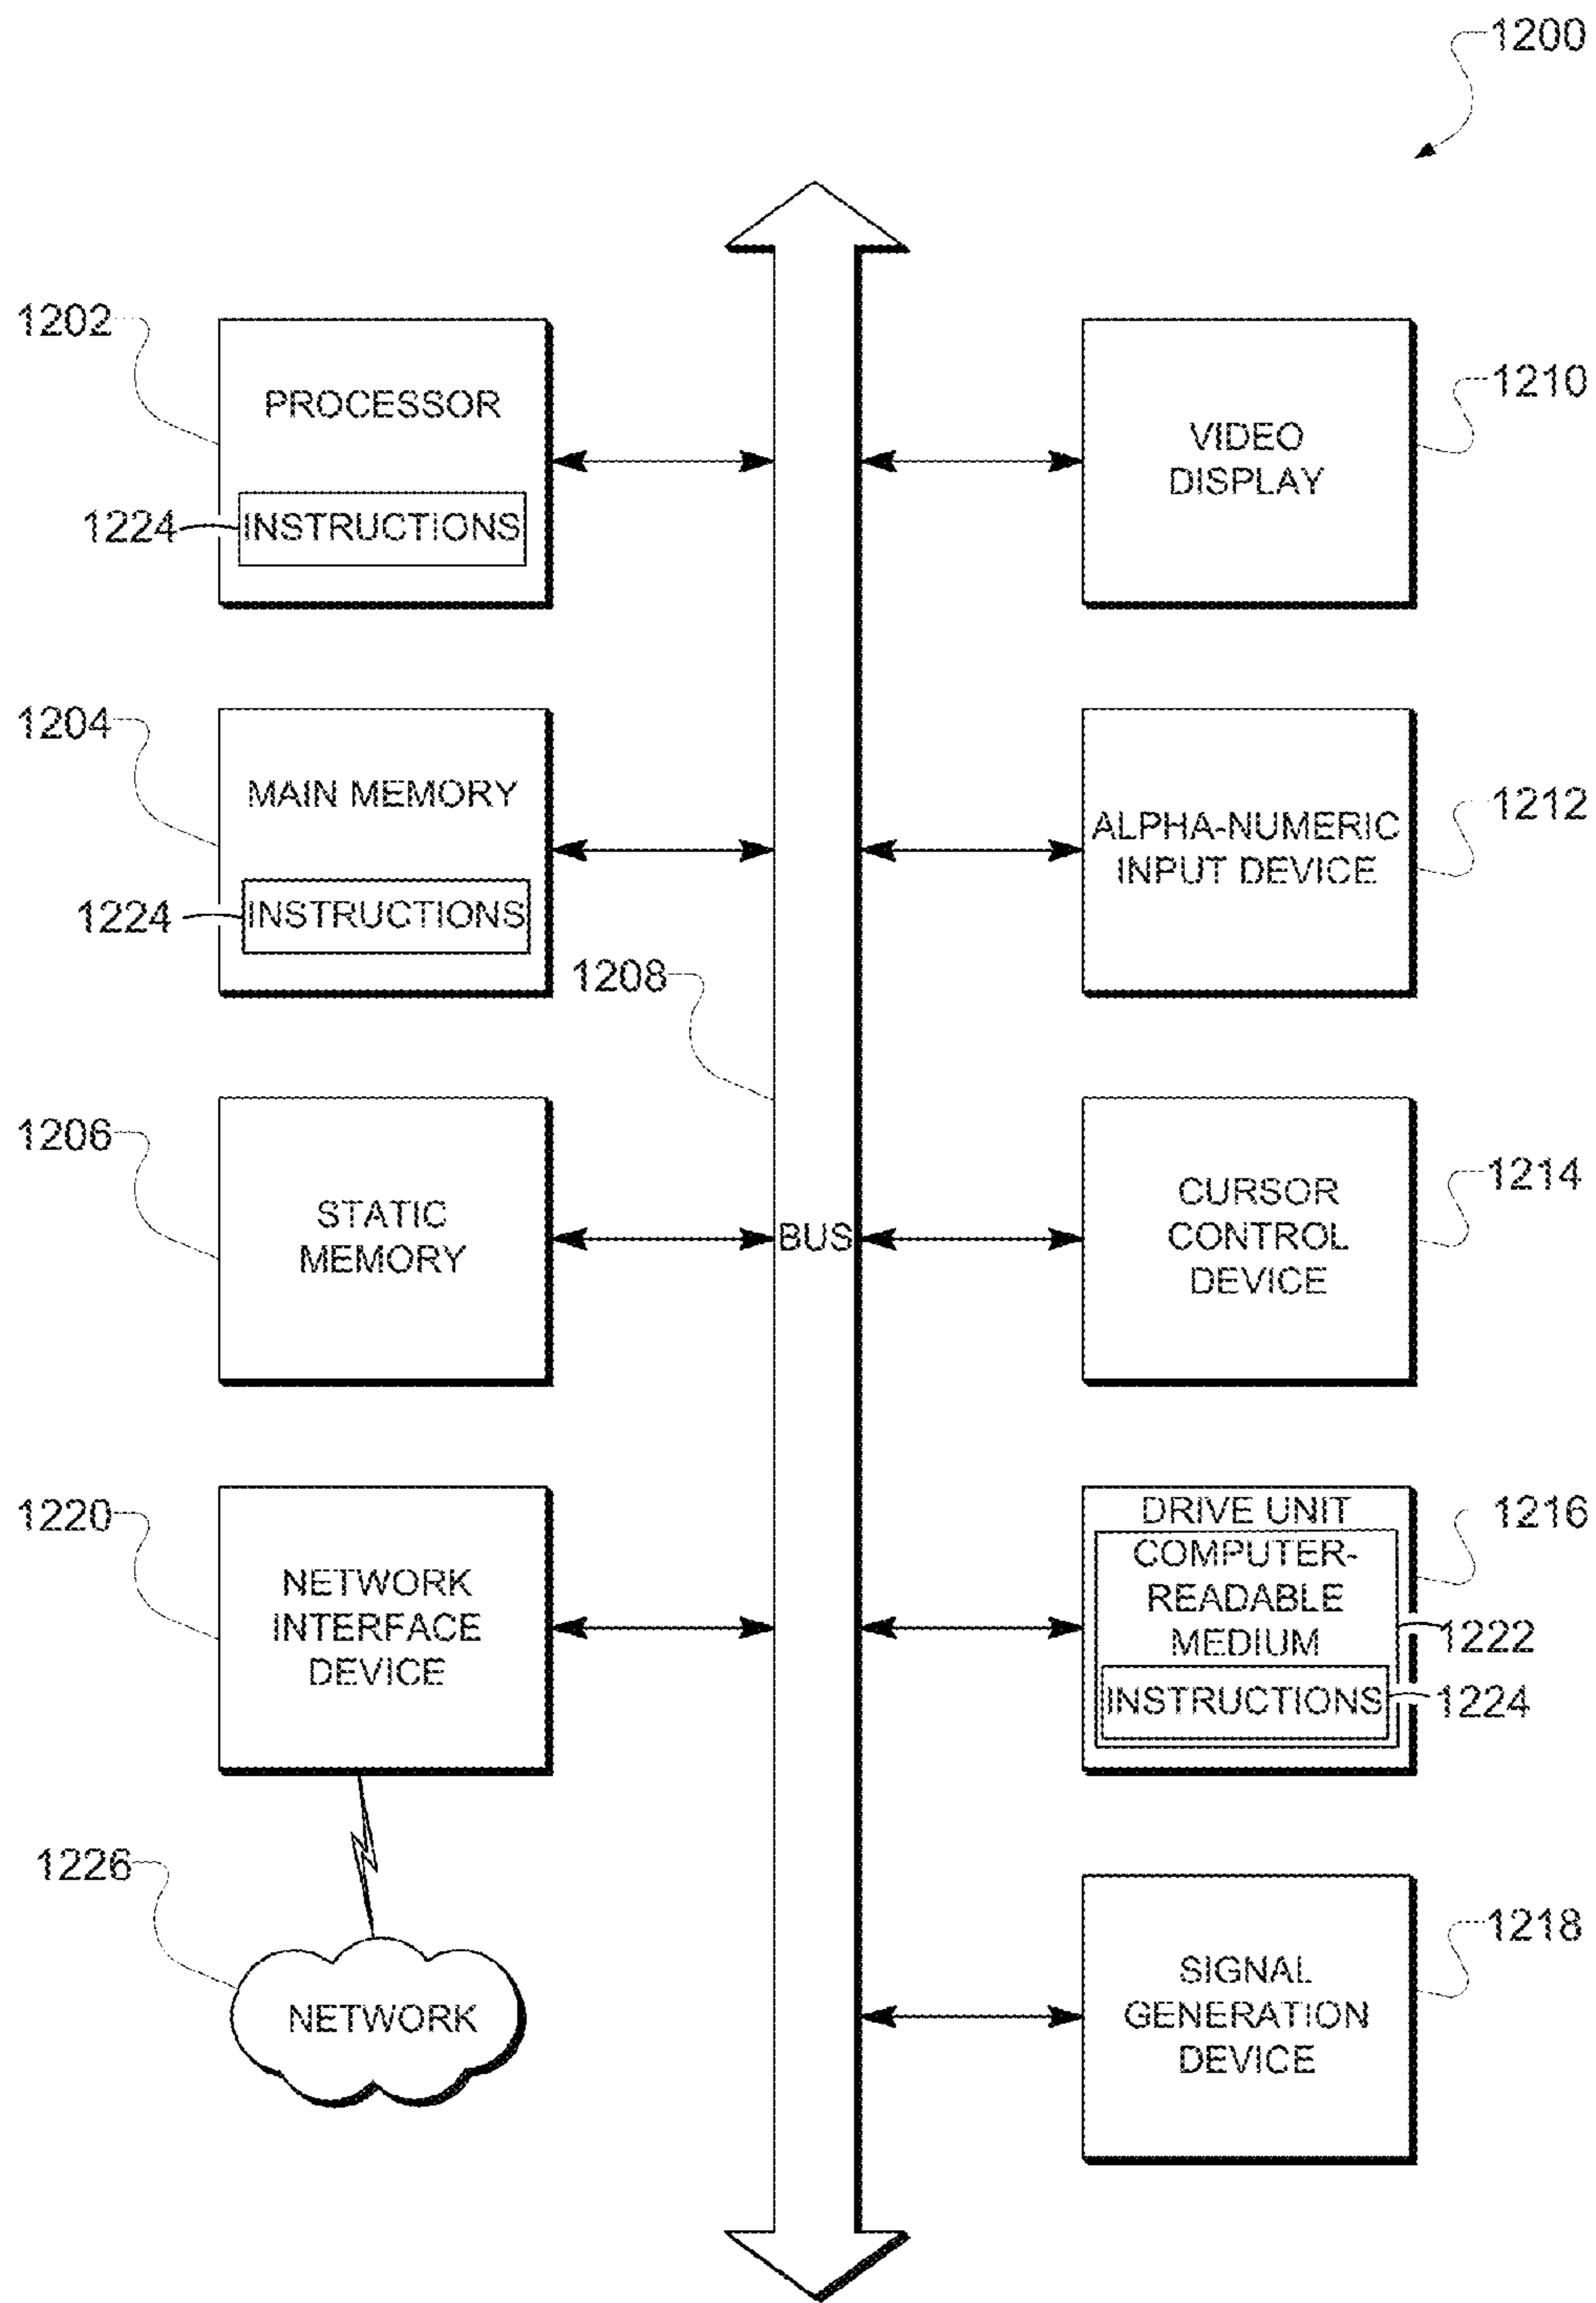 1200
1202
PROCESSOR
1224
INSTRUCTIONS
1210
VIDEO
DISPLAY
1204
MAIN MEMORY
1224
INSTRUCTIONS
1212
ALPHA-NUMERIC
INPUT DEVICE
1208
1206
STATIC
MEMORY
BUS
1214
CURSOR
CONTROL
DEVICE
1220
NETWORK
INTERFACE
DEVICE
DRIVE UNIT
1216
COMPUTER-
READABLE
MEDIUM
1222
INSTRUCTIONS
1224
1226
NETWORK
1218
SIGNAL
GENERATION
DEVICE